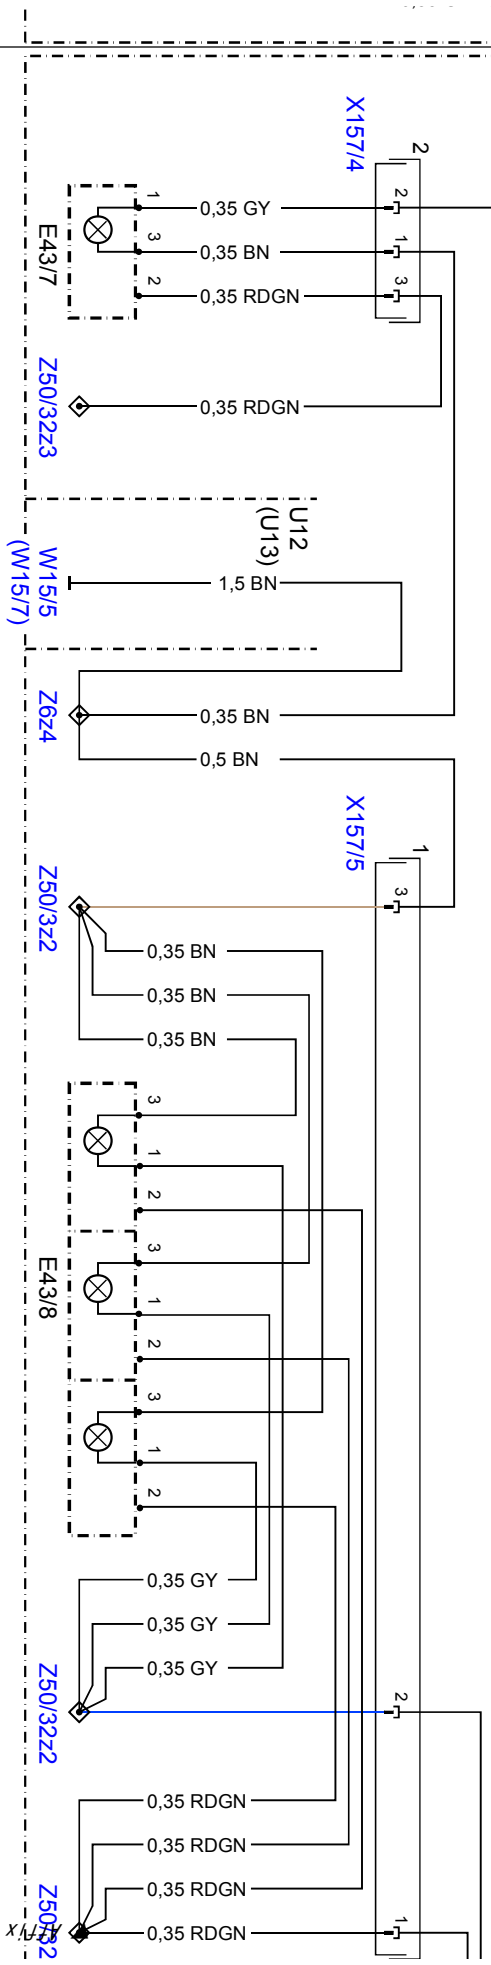 X157/4
2
1
0,35 GY
2
E43/7
3
0,35 BN
1
2
0,35 RDGN
3
Z50/32z3
0,35 RDGN
U12
(U13)
W15/5
(W15/7)
1,5 BN
Z6z4
0,35 BN
0,5 BN
X157/5
1
Z50/3z2
3
0,35 BN
0,35 BN
0,35 BN
3
1
2
E43/8
3
1
2
3
1
2
0,35 GY
0,35 GY
0,35 GY
Z50/32z2
2
0,35 RDGN
0,35 RDGN
0,35 RDGN
Z50/32
0,35 RDGN
1